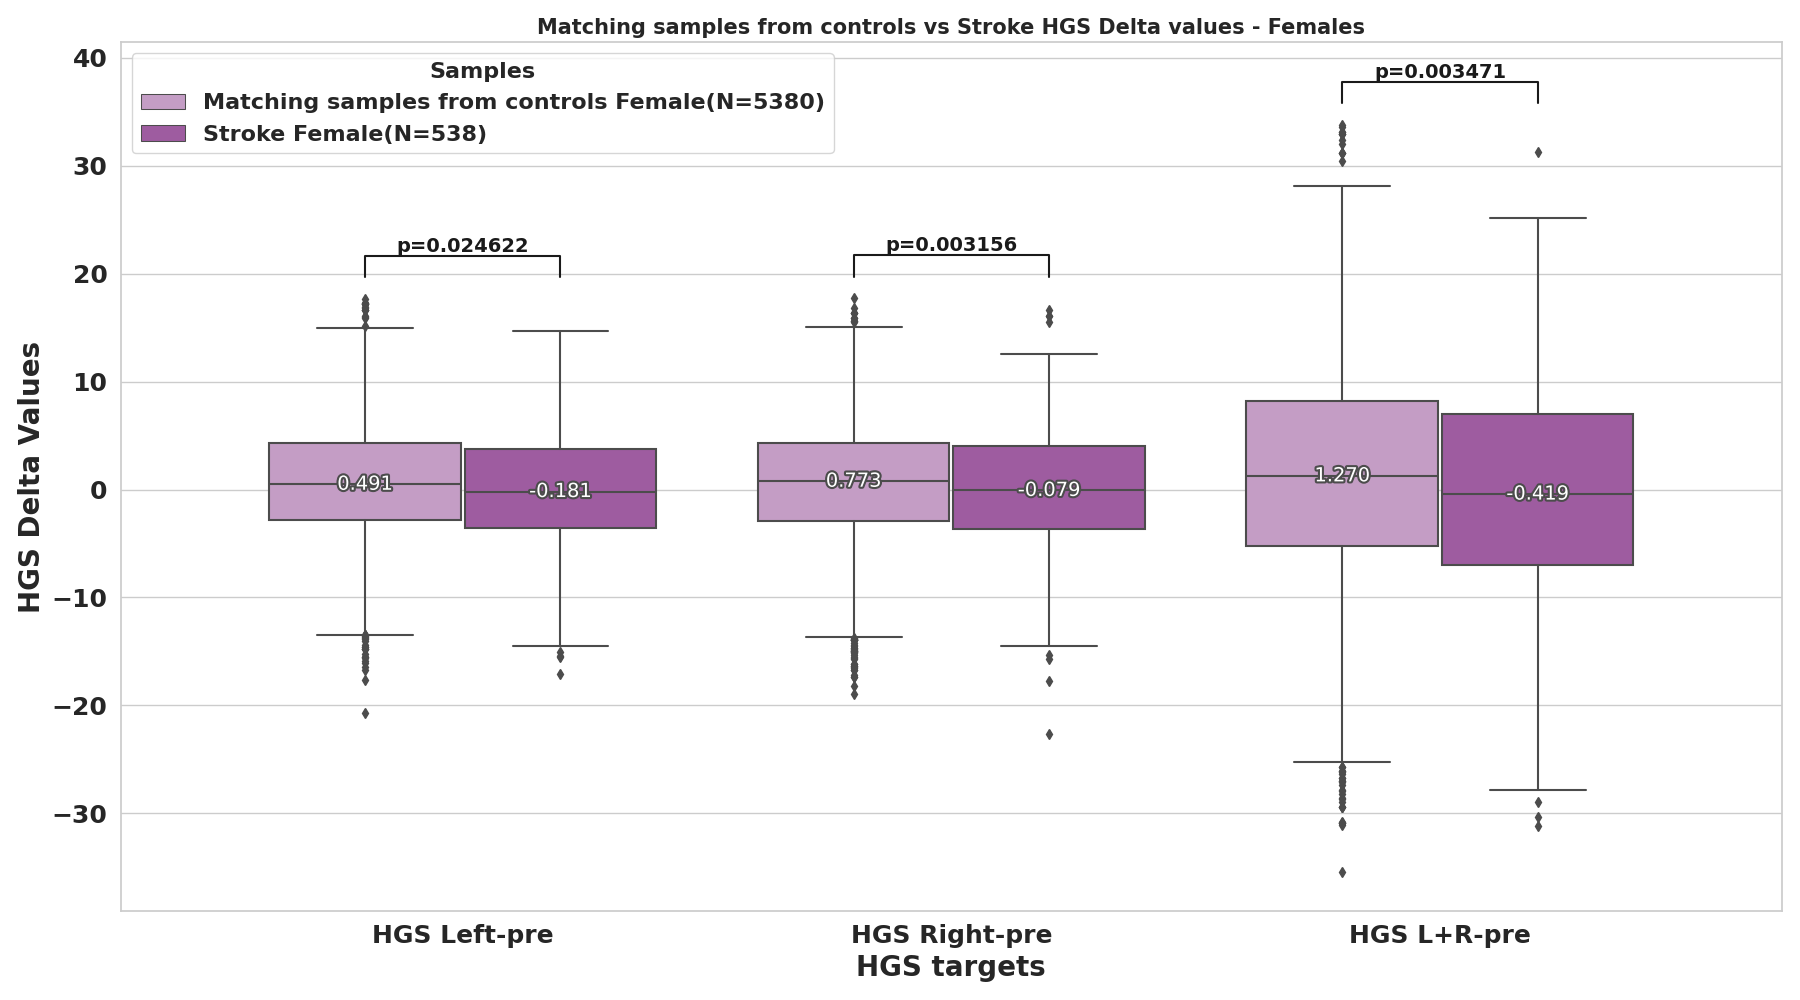 Matching samples from controls vs Stroke HGS Delta values - Females
Samples
Matching samples from controls Female(N=5380)
Stroke Female(N=538)
p=0.024622
p=0.003156
p=0.003471
HGS Delta Values
40
30
20
10
0
−10
−20
−30
0.491
-0.181
0.773
-0.079
1.270
-0.419
HGS Left-pre
HGS Right-pre
HGS L+R-pre
HGS targets